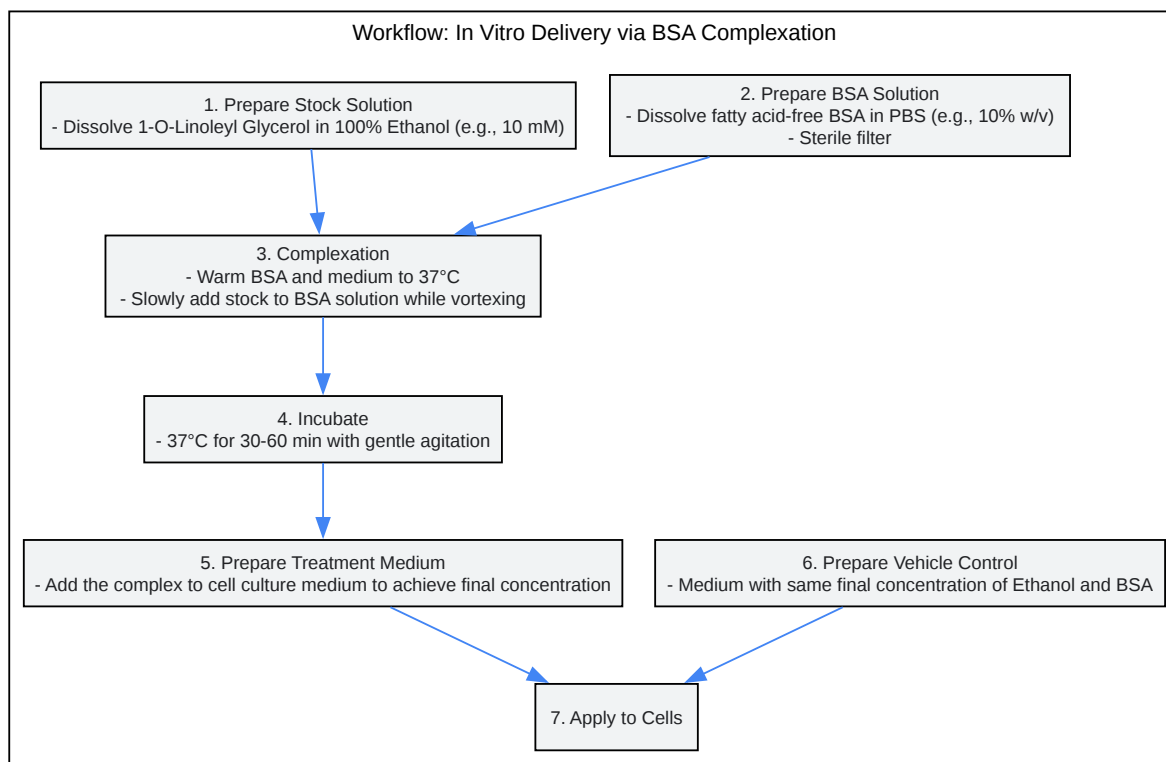 Workflow: In Vitro Delivery via BSA Complexation
1. Prepare Stock Solution
- Dissolve 1-O-Linoleyl Glycerol in 100% Ethanol (e.g., 10 mM)
2. Prepare BSA Solution
- Dissolve fatty acid-free BSA in PBS (e.g., 10% w/v)
- Sterile filter
3. Complexation
- Warm BSA and medium to 37°C
- Slowly add stock to BSA solution while vortexing
4. Incubate
- 37°C for 30-60 min with gentle agitation
5. Prepare Treatment Medium
- Add the complex to cell culture medium to achieve final concentration
6. Prepare Vehicle Control
- Medium with same final concentration of Ethanol and BSA
7. Apply to Cells